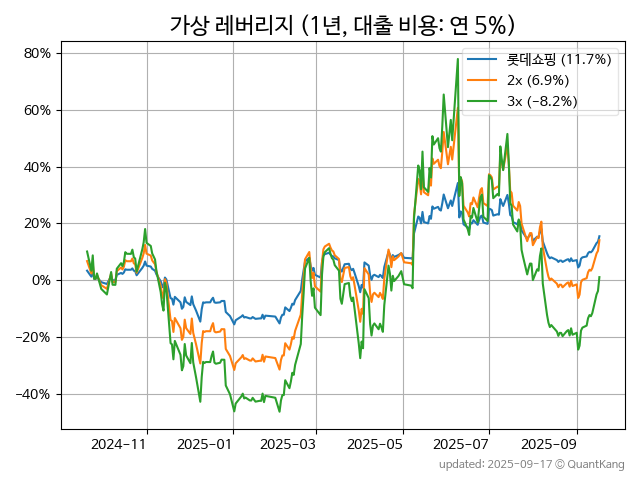 가상 레버리지 (1년, 대출 비용: 연 5%)
롯데쇼핑 (11.7%)
2x (6.9%)
3x (−8.2%)
80%
60%
40%
20%
0%
−20%
−40%
2024-11
2025-01
2025-03
2025-05
2025-07
2025-09
updated: 2025-09-17 © QuantKang